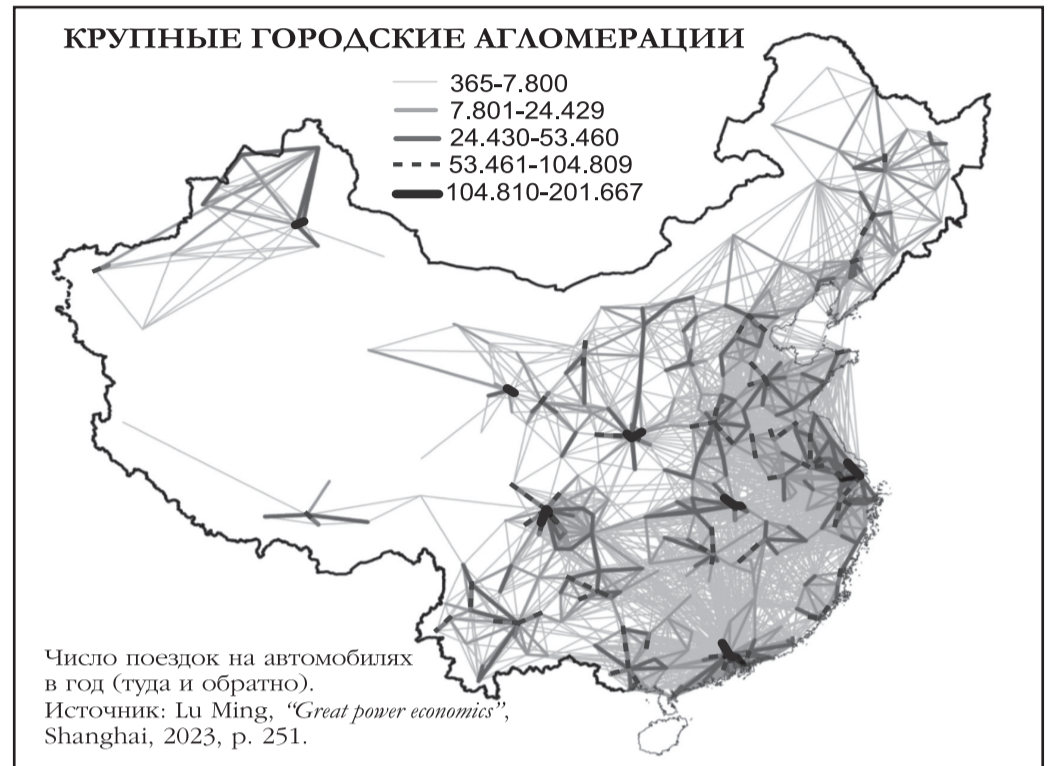 КРУПНЫЕ ГОРОДСКИЕ АГЛОМЕРАЦИИ
365-7.800
7.801-24.429
24.430-53.460
53.461-104.809
104.810-201.667
Число поездок на автомобилях
в год (туда и обратно).
Источник: Lu Ming, “Great power economics”,
Shanghai, 2023, p. 251.